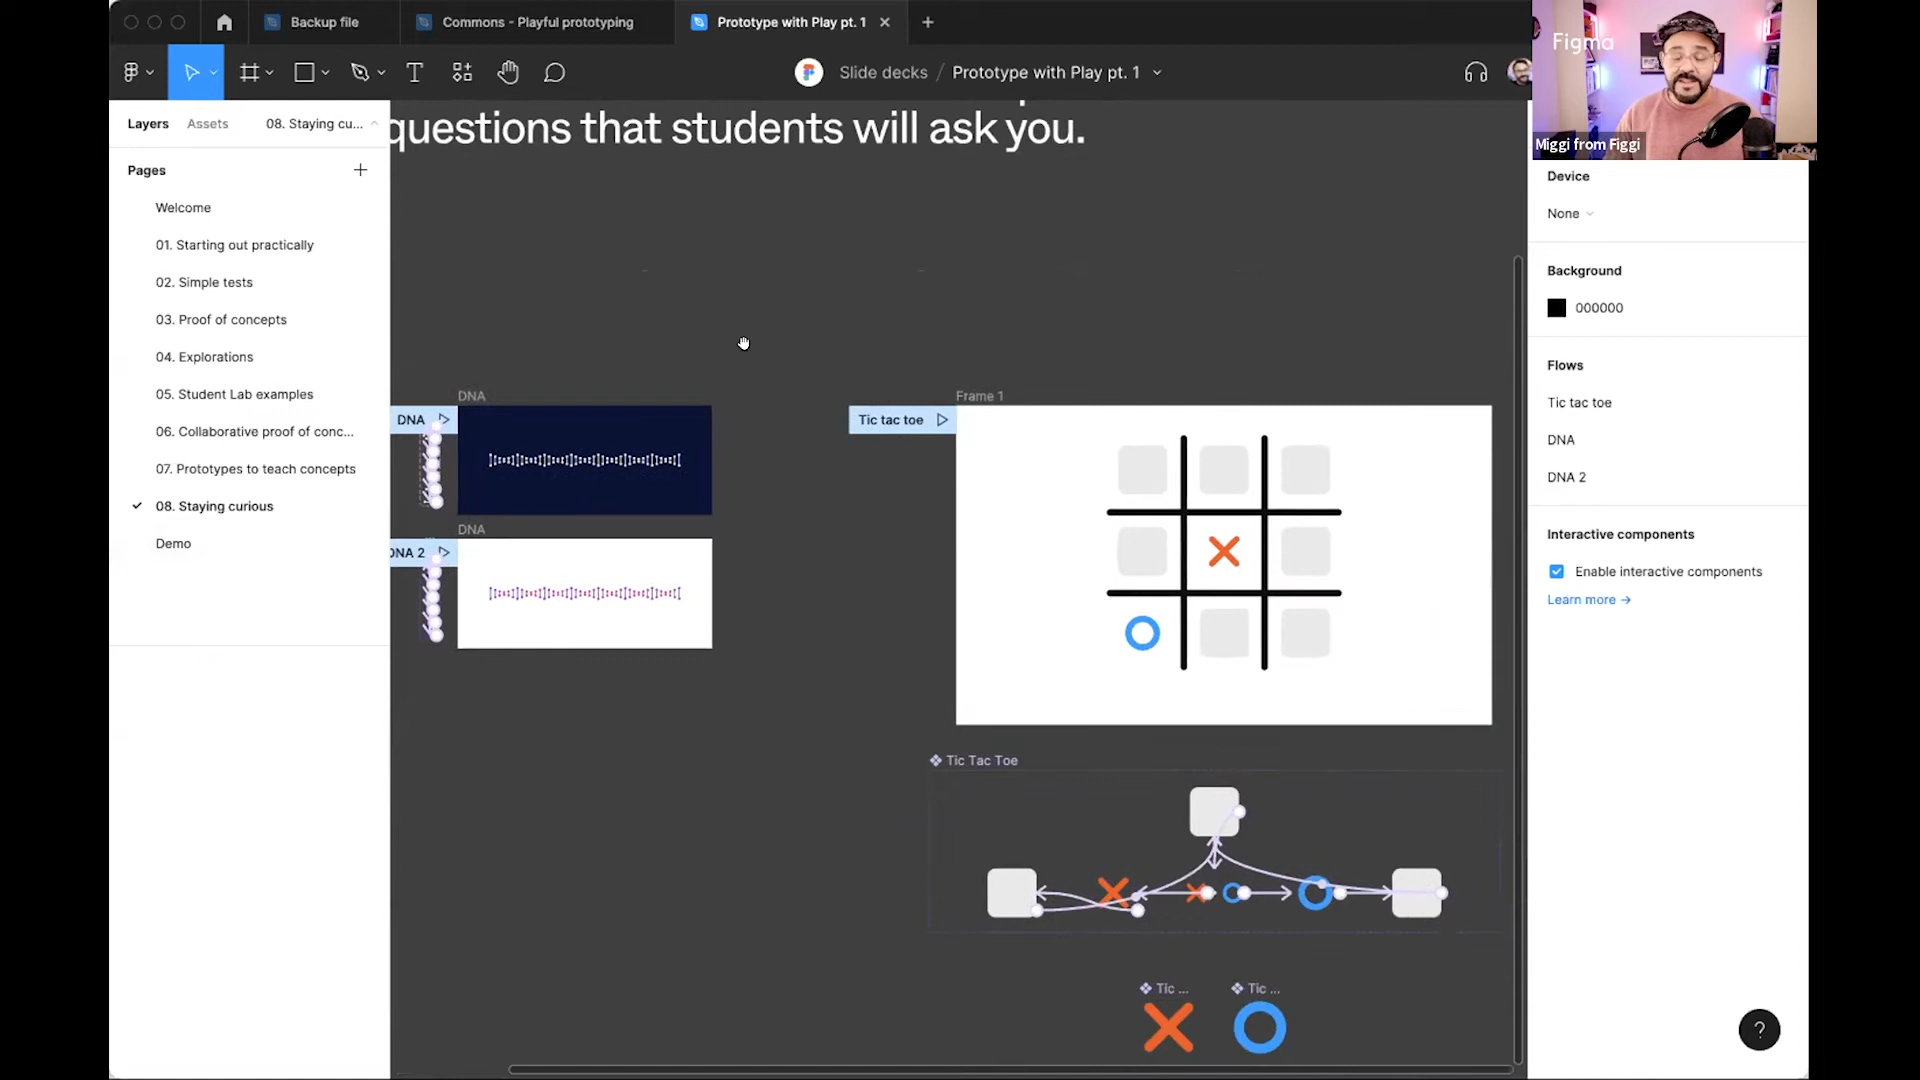 Backup file
Commons - Playful prototyping
Prototype with Play pt. 1
Slide decks / Prototype with Play pt. 1
Figma
Miggi from Figgi
Layers
Assets
08. Staying cu...
Pages
Welcome
01. Starting out practically
02. Simple tests
03. Proof of concepts
04. Explorations
05. Student Lab examples
06. Collaborative proof of conc...
07. Prototypes to teach concepts
08. Staying curious
Demo
questions that students will ask you.
DNA
DNA
DNA
DNA 2
Frame 1
Tic tac toe
Tic Tac Toe
Tic ...
Tic ...
Device
None
Background
000000
Flows
Tic tac toe
DNA
DNA 2
Interactive components
Enable interactive components
Learn more →
?